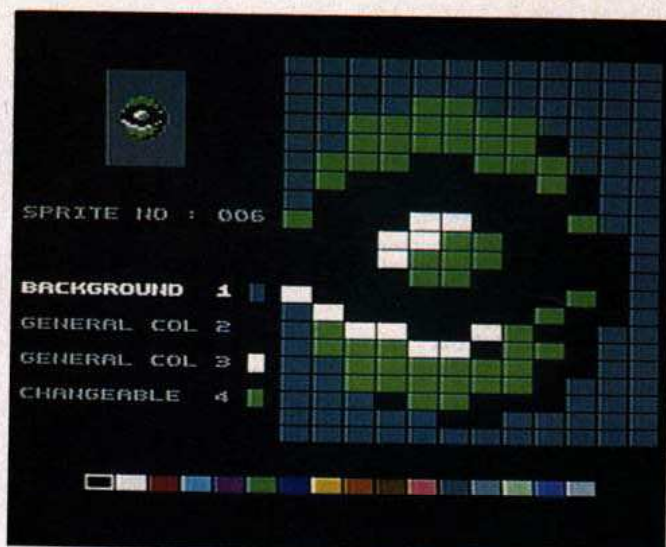 SPRITE NO : 006
BACKGROUND 1
GENERAL COL 2
GENERAL COL 3
CHANGEABLE 4